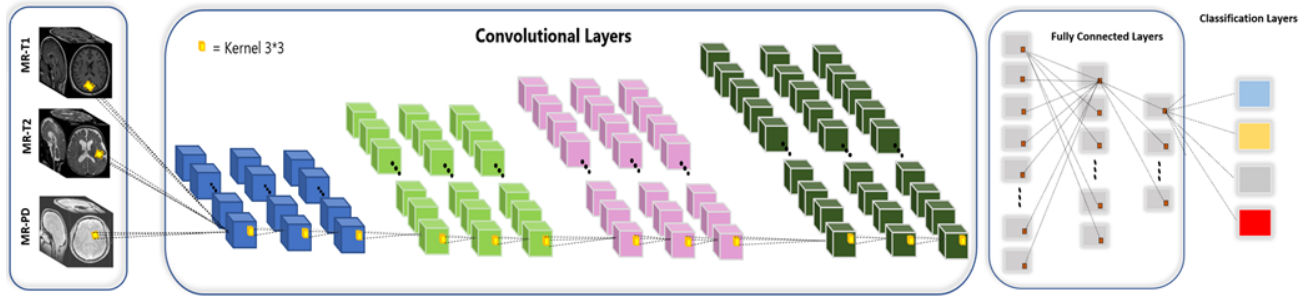 MR-T1
MR-T2
MR-PD
= Kernel 3*3
Convolutional Layers
Fully Connected Layers
Classification Layers